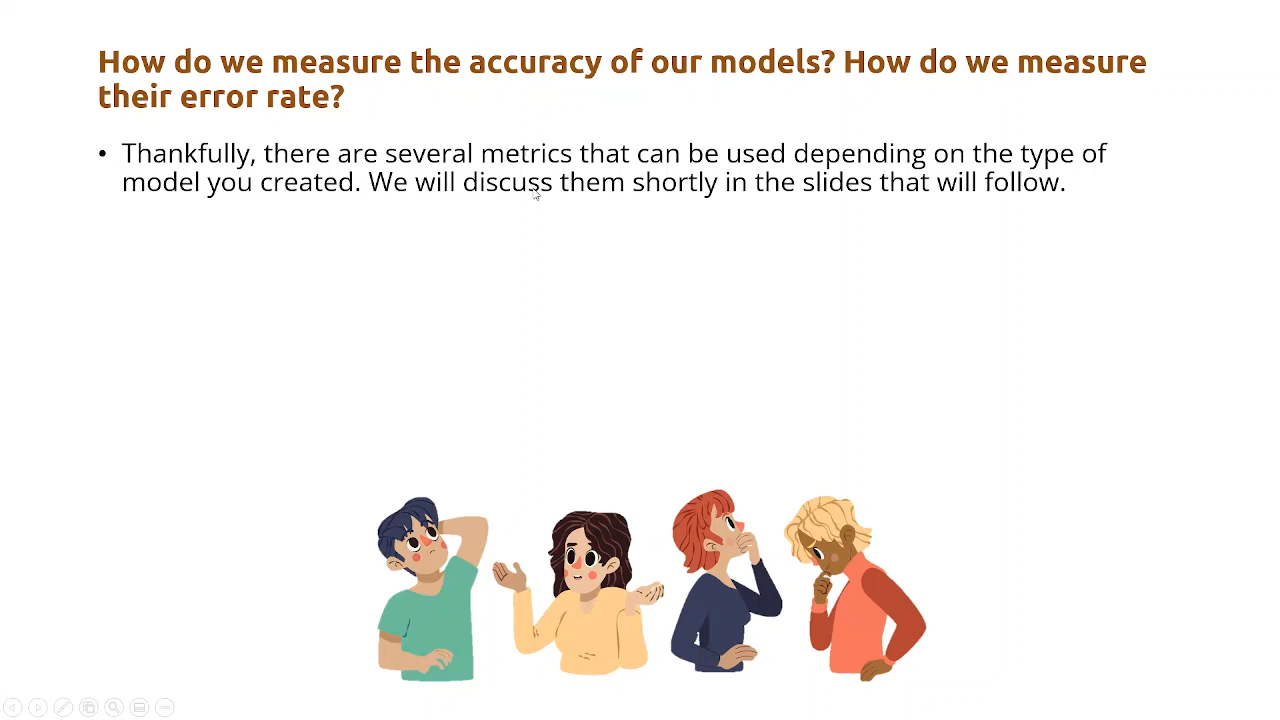 How do we measure the accuracy of our models? How do we measure
their error rate?
• Thankfully, there are several metrics that can be used depending on the type of
model you created. We will discuss them shortly in the slides that will follow.